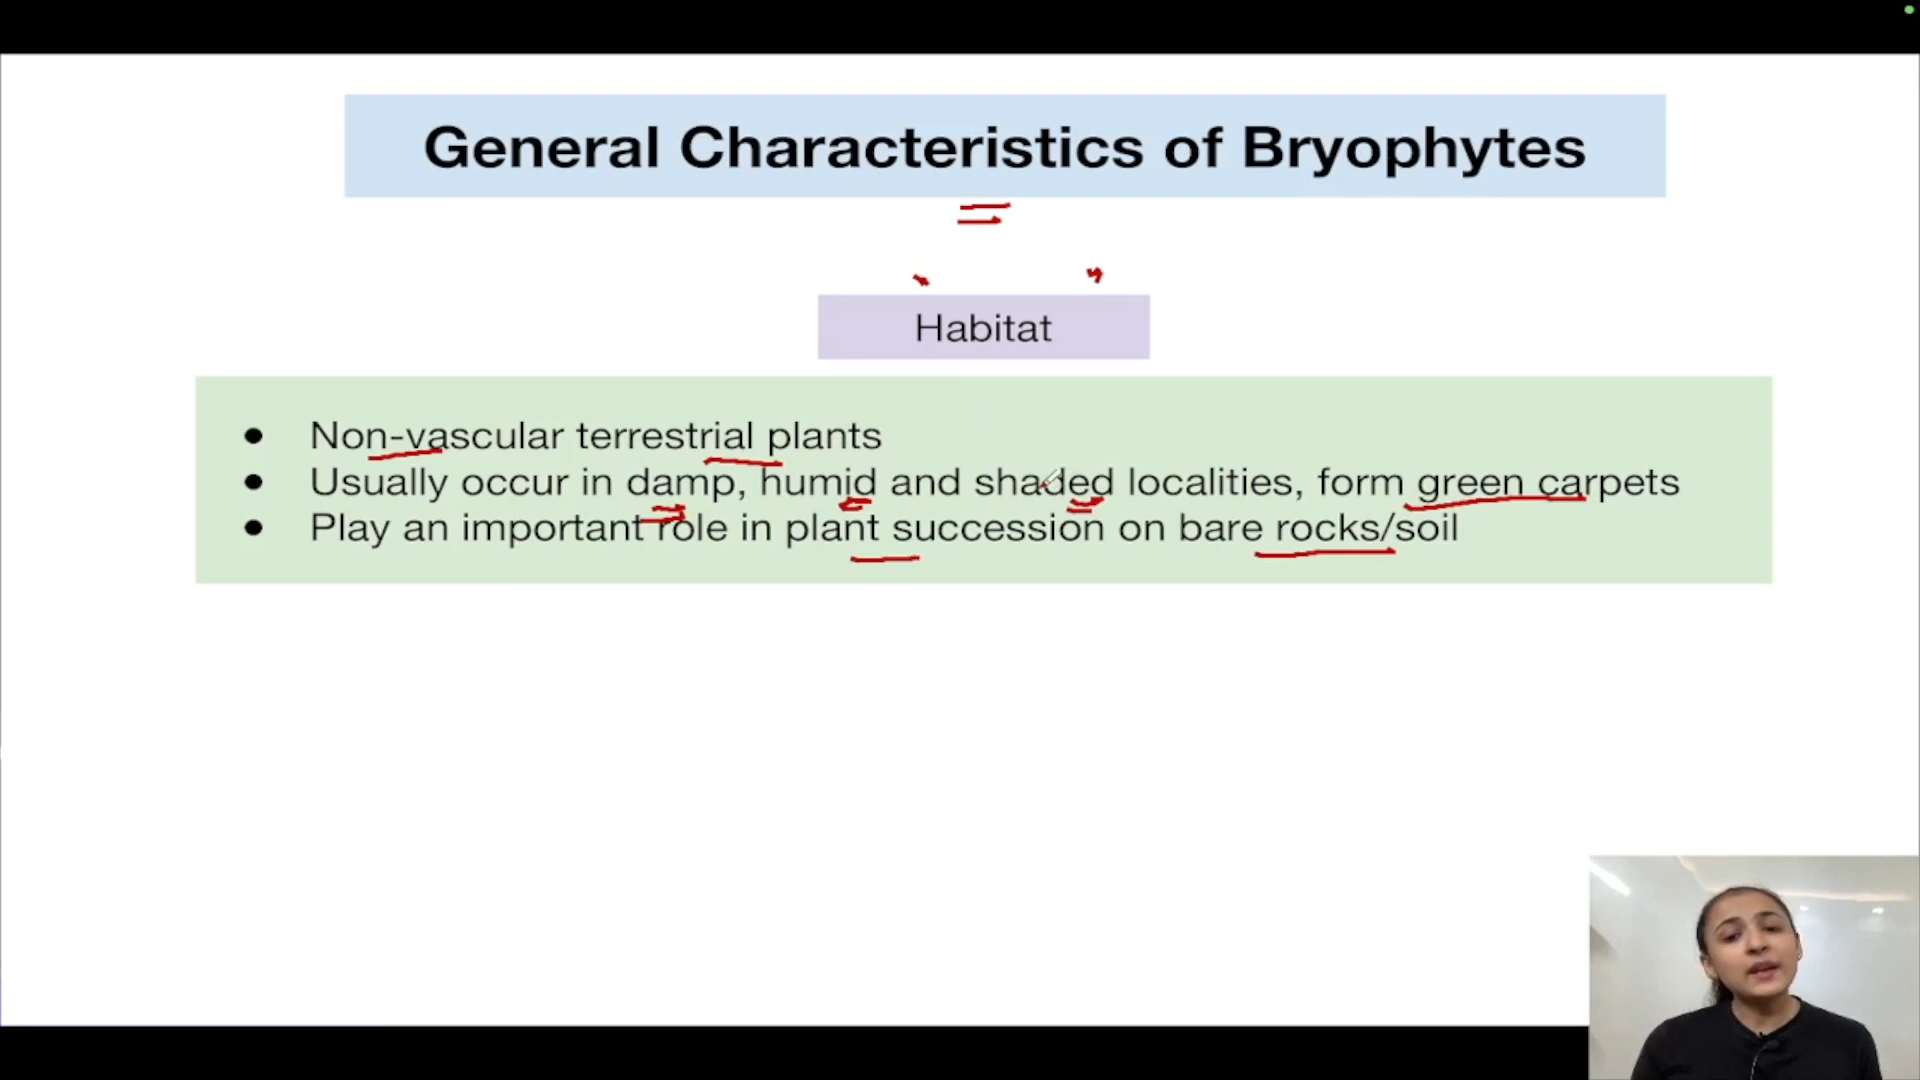 General Characteristics of Bryophytes
Habitat
● Non-vascular terrestrial plants
● Usually occur in damp, humid and shaded localities, form green carpets
● Play an important role in plant succession on bare rocks/soil